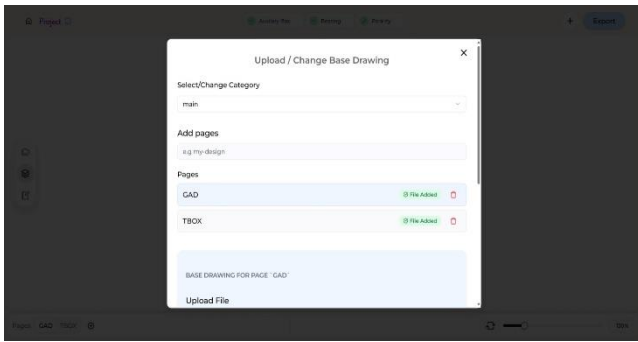 Project
Export
Upload / Change Base Drawing
Select/Change Category
main
Add pages
e.g my-design
Pages
GAD
File Added
TBOX
File Added
BASE DRAWING FOR PAGE `GAD`
Upload File
Pages
GAD
TBOX